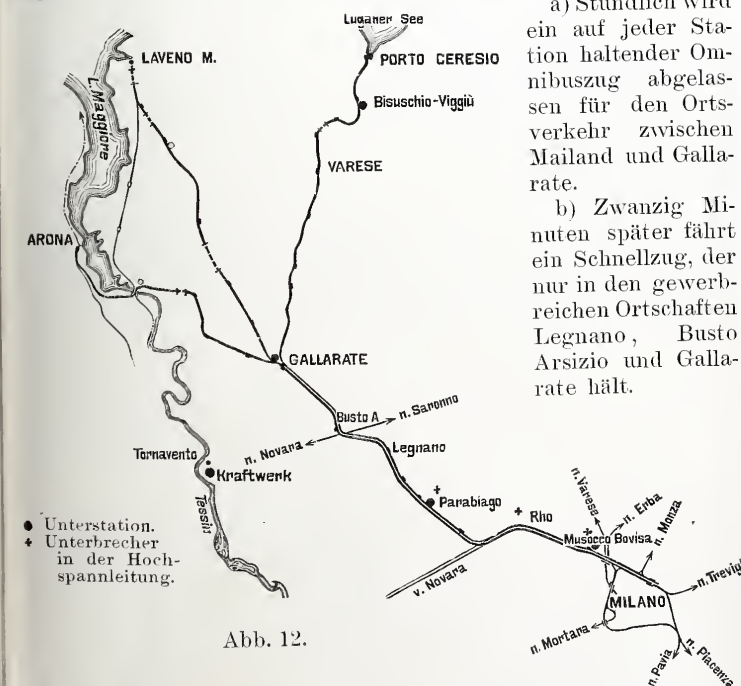 Luganer See
LAVENO M.
PORTO CERESIO
L. Maggiore
Bisuschio-Viggiù
VARESE
ARONA
GALLARATE
Busto A
n. Saronno
n. Novara
Legnano
Tornavento
Kraftwerk
Tessin
Parabiago
Rho
n. Varese
n. Erba
n. Monza
Musocco
Bovisa
v. Novara
MILANO
n. Mortara
n. Pavia
n. Piacenza
Unterstation.
Unterbrecher
in der Hoch-
spannleitung.
Abb. 12.
a) Stündlich wird
ein auf jeder Sta-
tion haltender Om-
nibuszug abgelas-
sen für den Orts-
verkehr zwischen
Mailand und Galla-
rate.
b) Zwanzig Mi-
nuten später fährt
ein Schnellzug, der
nur in den gewerb-
reichen Ortschaften
Legnano, Busto
Arsizio und Galla-
rate hält.